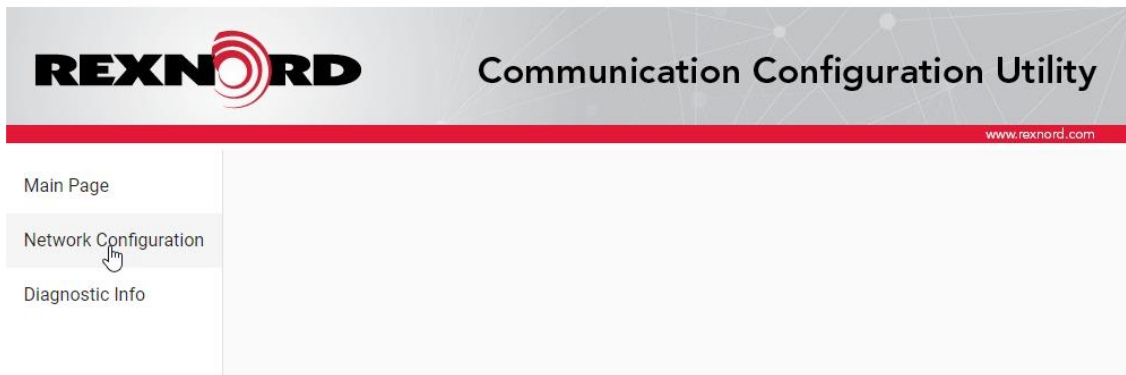 REXNORD
Communication Configuration Utility
www.rexnord.com
Main Page
Network Configuration
Diagnostic Info